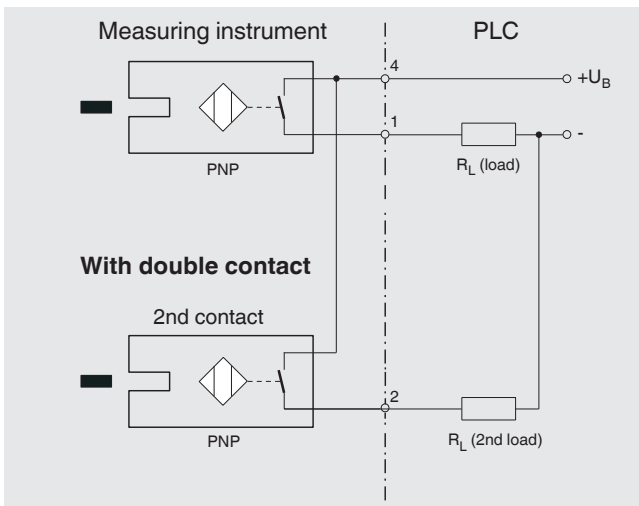 Measuring instrument
PLC
4
+U_B
1
-
PNP
R_L (load)
With double contact
2nd contact
2
PNP
R_L (2nd load)